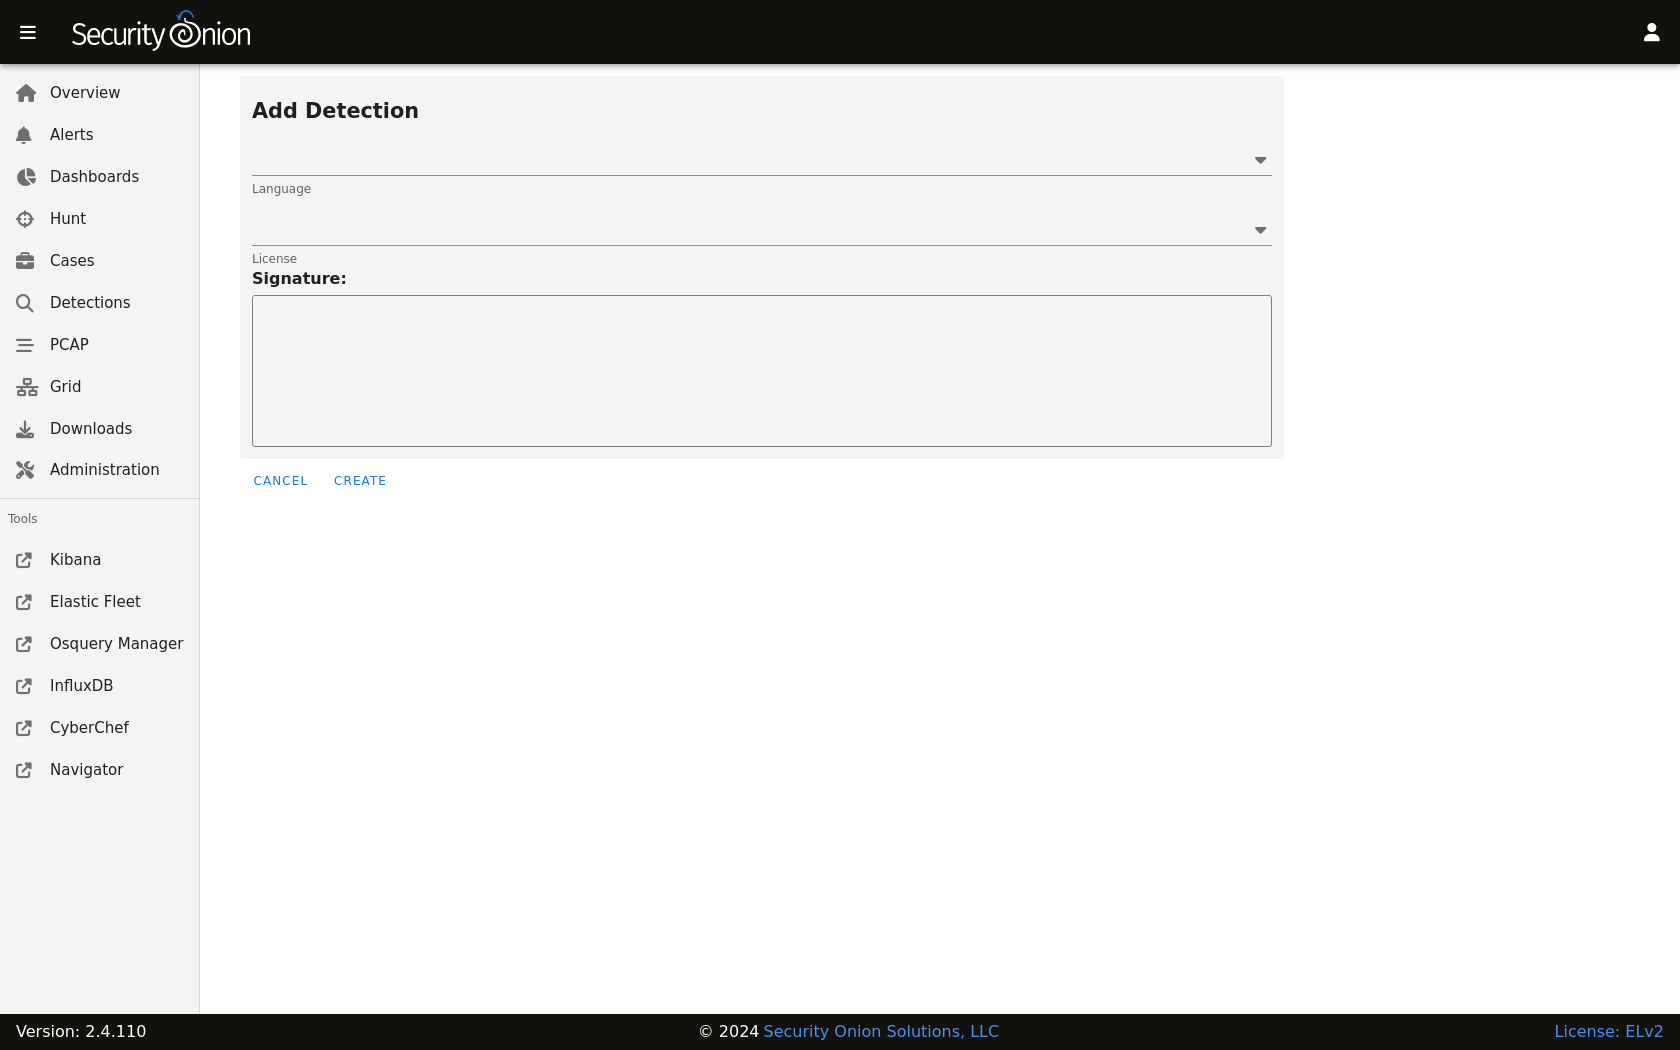 Security Onion
Overview
Alerts
Dashboards
Hunt
Cases
Detections
PCAP
Grid
Downloads
Administration
Tools
Kibana
Elastic Fleet
Osquery Manager
InfluxDB
CyberChef
Navigator
Add Detection
Language
License
Signature:
CANCEL CREATE
Version: 2.4.110 © 2024 Security Onion Solutions, LLC License: ELv2